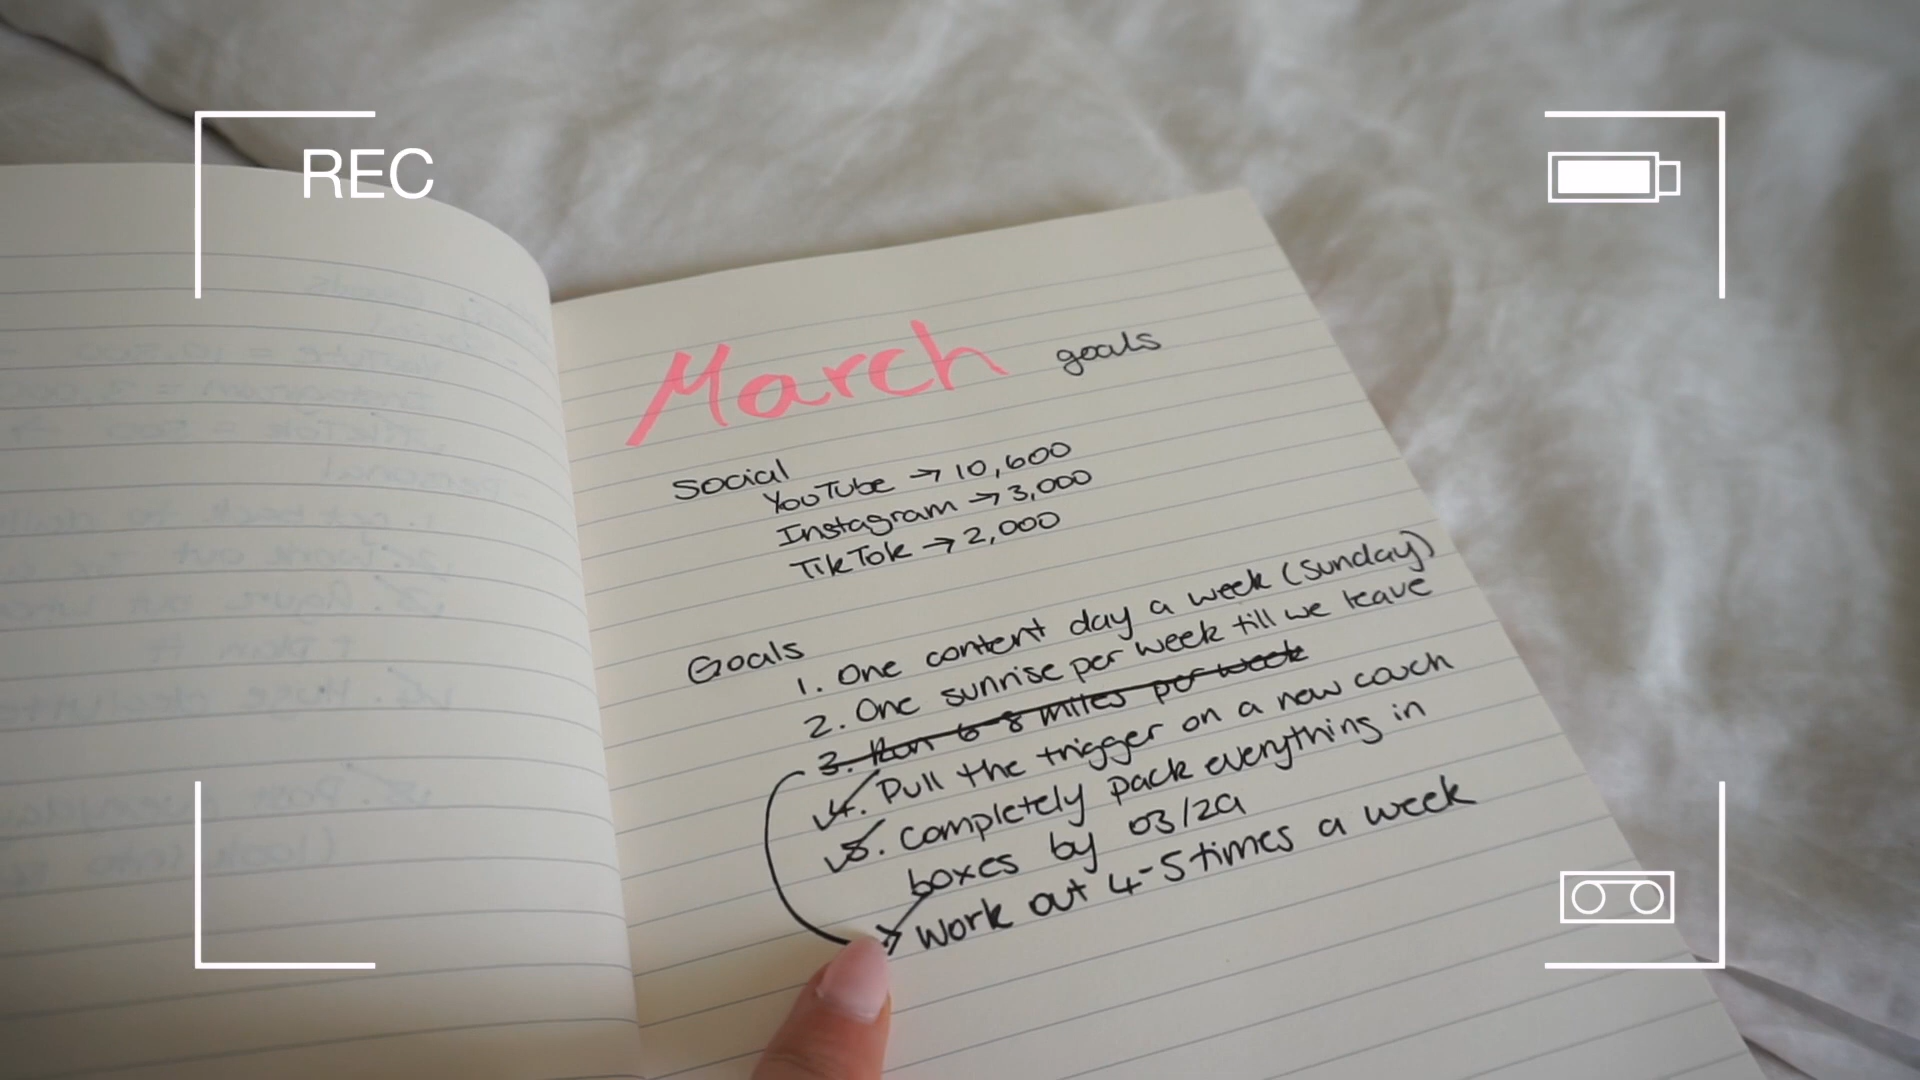 REC
March goals
Social
YouTube → 10,600
Instagram → 3,000
TikTok → 2,000
Goals
1. One content day a week (Sunday)
2. One sunrise per week till we leave
3. Run 6-8 miles per week
4. Pull the trigger on a new couch
5. Completely pack everything in
boxes by 03/29
→ Work out 4-5 times a week